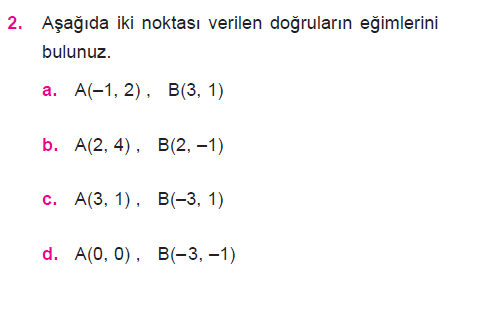 2. Aşağıda iki noktası verilen doğruların eğimlerini
bulunuz.
a. A(–1, 2) , B(3, 1)
b. A(2, 4) , B(2, –1)
c. A(3, 1) , B(–3, 1)
d. A(0, 0) , B(–3, –1)